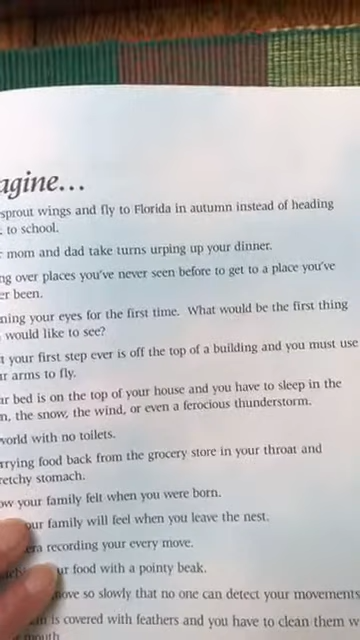 agine...
sprout wings and fly to Florida in autumn instead of heading
to school.
mom and dad take turns urping up your dinner.
ng over places you've never seen before to get to a place you've
er been.
ning your eyes for the first time. What would be the first thing
would like to see?
t your first step ever is off the top of a building and you must use
ur arms to fly.
ur bed is on the top of your house and you have to sleep in the
n, the snow, the wind, or even a ferocious thunderstorm.
world with no toilets.
rrying food back from the grocery store in your throat and
retchy stomach.
ow your family felt when you were born.
our family will feel when you leave the nest.
era recording your every move.
ur food with a pointy beak.
move so slowly that no one can detect your movements
is covered with feathers and you have to clean them w
mouth